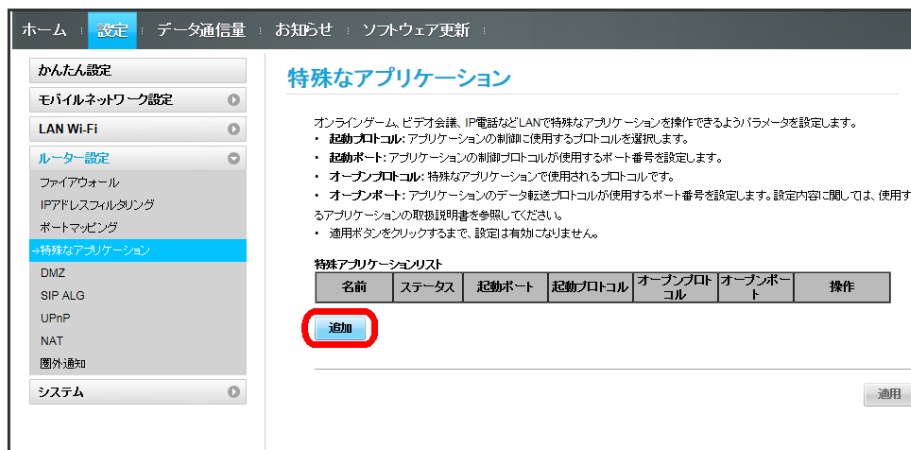 ホーム 設定 データ通信量 お知らせ ソフトウェア更新
かんたん設定
モバイルネットワーク設定
LAN Wi-Fi
ルーター設定
ファイアウォール
IPアドレスフィルタリング
ポートマッピング
→特殊なアプリケーション
DMZ
SIP ALG
UPnP
NAT
圏外通知
システム
特殊なアプリケーション
オンラインゲーム、ビデオ会議、IP電話などLANで特殊なアプリケーションを操作できるようパラメータを設定します。
・ 起動プロトコル: アプリケーションの制御に使用するプロトコルを選択します。
・ 起動ポート: アプリケーションの制御プロトコルが使用するポート番号を設定します。
・ オープンプロトコル: 特殊なアプリケーションで使用されるプロトコルです。
・ オープンポート: アプリケーションのデータ転送プロトコルが使用するポート番号を設定します。設定内容に関しては、使用す
るアプリケーションの取扱説明書を参照してください。
・ 適用ボタンをクリックするまで、設定は有効になりません。
特殊アプリケーションリスト
名前 ステータス 起動ポート 起動プロトコル オープンプロト
コル オープンポー
ト 操作
追加
適用